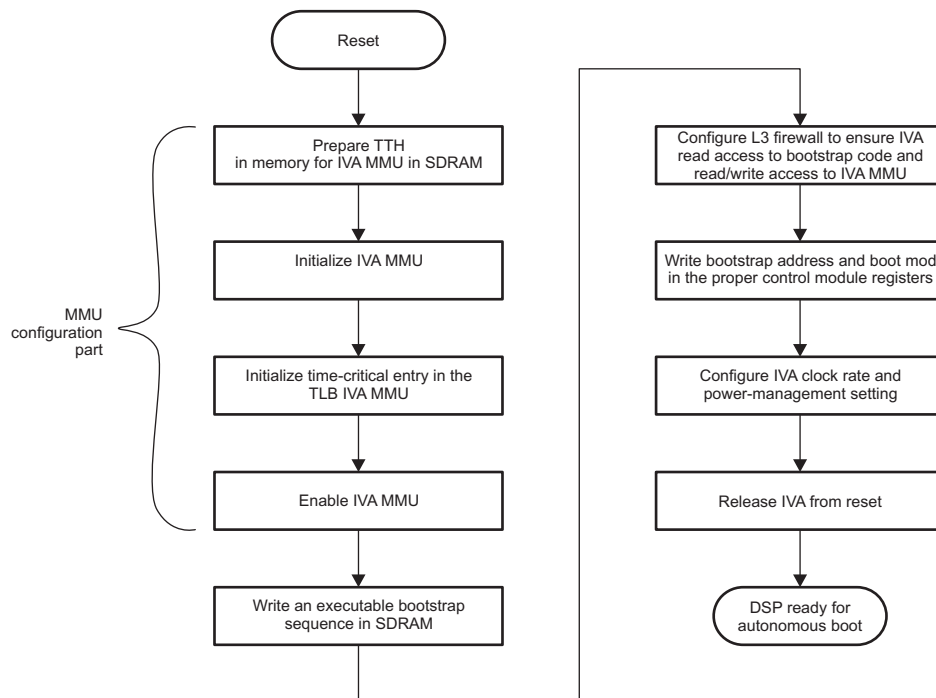 Reset
Prepare TTH
in memory for IVA MMU in SDRAM
Initialize IVA MMU
MMU
configuration
part
Initialize time-critical entry in the
TLB IVA MMU
Enable IVA MMU
Write an executable bootstrap
sequence in SDRAM
Configure L3 firewall to ensure IVA
read access to bootstrap code and
read/write access to IVA MMU
Write bootstrap address and boot mod
in the proper control module registers
Configure IVA clock rate and
power-management setting
Release IVA from reset
DSP ready for
autonomous boot